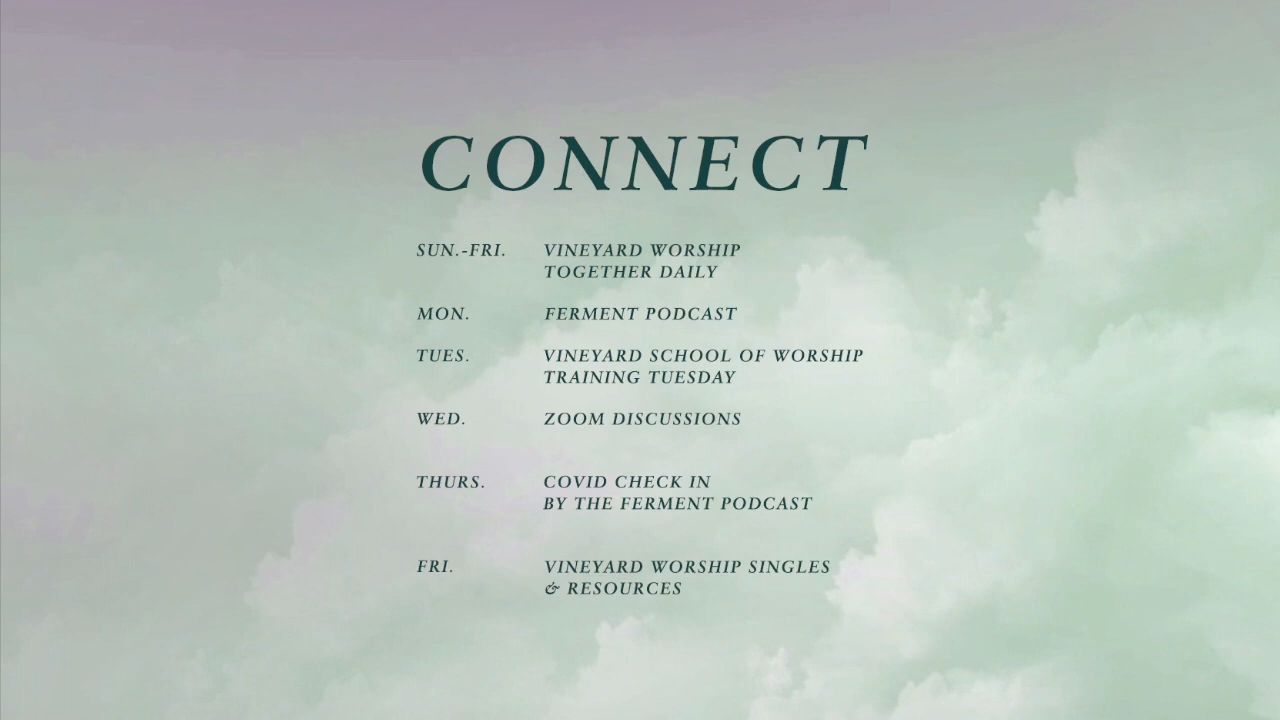 CONNECT
SUN.-FRI. VINEYARD WORSHIP
TOGETHER DAILY
MON. FERMENT PODCAST
TUES. VINEYARD SCHOOL OF WORSHIP
TRAINING TUESDAY
WED. ZOOM DISCUSSIONS
THURS. COVID CHECK IN
BY THE FERMENT PODCAST
FRI. VINEYARD WORSHIP SINGLES
& RESOURCES